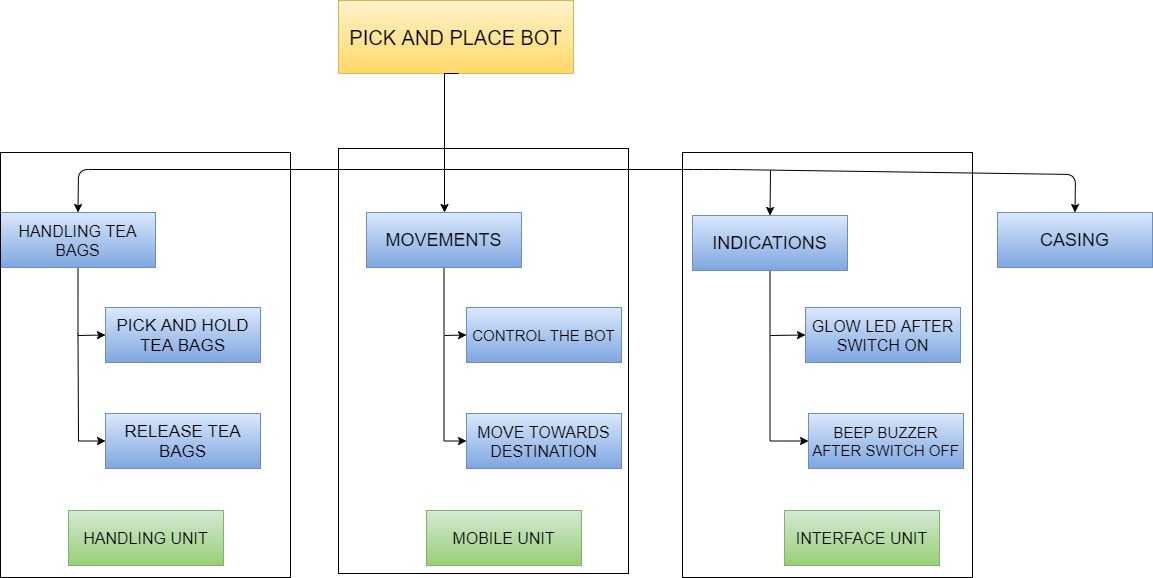 PICK AND PLACE BOT
HANDLING TEA
BAGS
PICK AND HOLD
TEA BAGS
RELEASE TEA
BAGS
HANDLING UNIT
MOVEMENTS
CONTROL THE BOT
MOVE TOWARDS
DESTINATION
MOBILE UNIT
INDICATIONS
GLOW LED AFTER
SWITCH ON
BEEP BUZZER
AFTER SWITCH OFF
INTERFACE UNIT
CASING